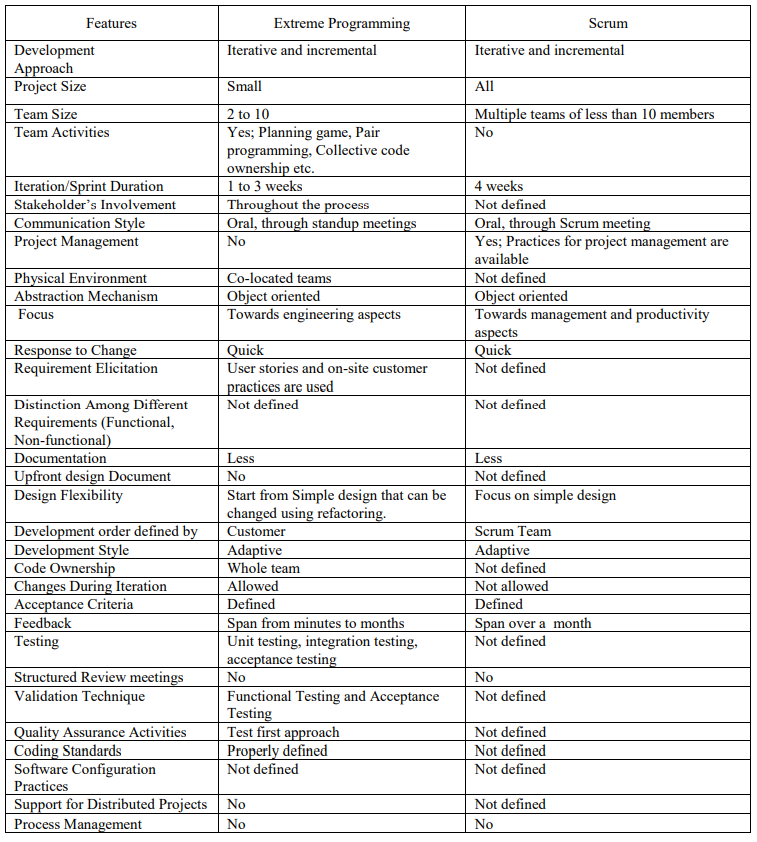 Features Extreme Programming Scrum
Development Iterative and incremental Iterative and incremental
Approach
Project Size Small All
Team Size 2 to 10 Multiple teams of less than 10 members
Team Activities Yes; Planning game, Pair No
programming, Collective code
ownership etc.
Iteration/Sprint Duration 1 to 3 weeks 4 weeks
Stakeholder’s Involvement Throughout the process Not defined
Communication Style Oral, through standup meetings Oral, through Scrum meeting
Project Management No Yes; Practices for project management are
available
Physical Environment Co-located teams Not defined
Abstraction Mechanism Object oriented Object oriented
Focus Towards engineering aspects Towards management and productivity
aspects
Response to Change Quick Quick
Requirement Elicitation User stories and on-site customer Not defined
practices are used
Distinction Among Different Not defined Not defined
Requirements (Functional,
Non-functional)
Documentation Less Less
Upfront design Document No Not defined
Design Flexibility Start from Simple design that can be Focus on simple design
changed using refactoring.
Development order defined by Customer Scrum Team
Development Style Adaptive Adaptive
Code Ownership Whole team Not defined
Changes During Iteration Allowed Not allowed
Acceptance Criteria Defined Defined
Feedback Span from minutes to months Span over a month
Testing Unit testing, integration testing, Not defined
acceptance testing
Structured Review meetings No No
Validation Technique Functional Testing and Acceptance Not defined
Testing
Quality Assurance Activities Test first approach Not defined
Coding Standards Properly defined Not defined
Software Configuration Not defined Not defined
Practices
Support for Distributed Projects No Not defined
Process Management No No